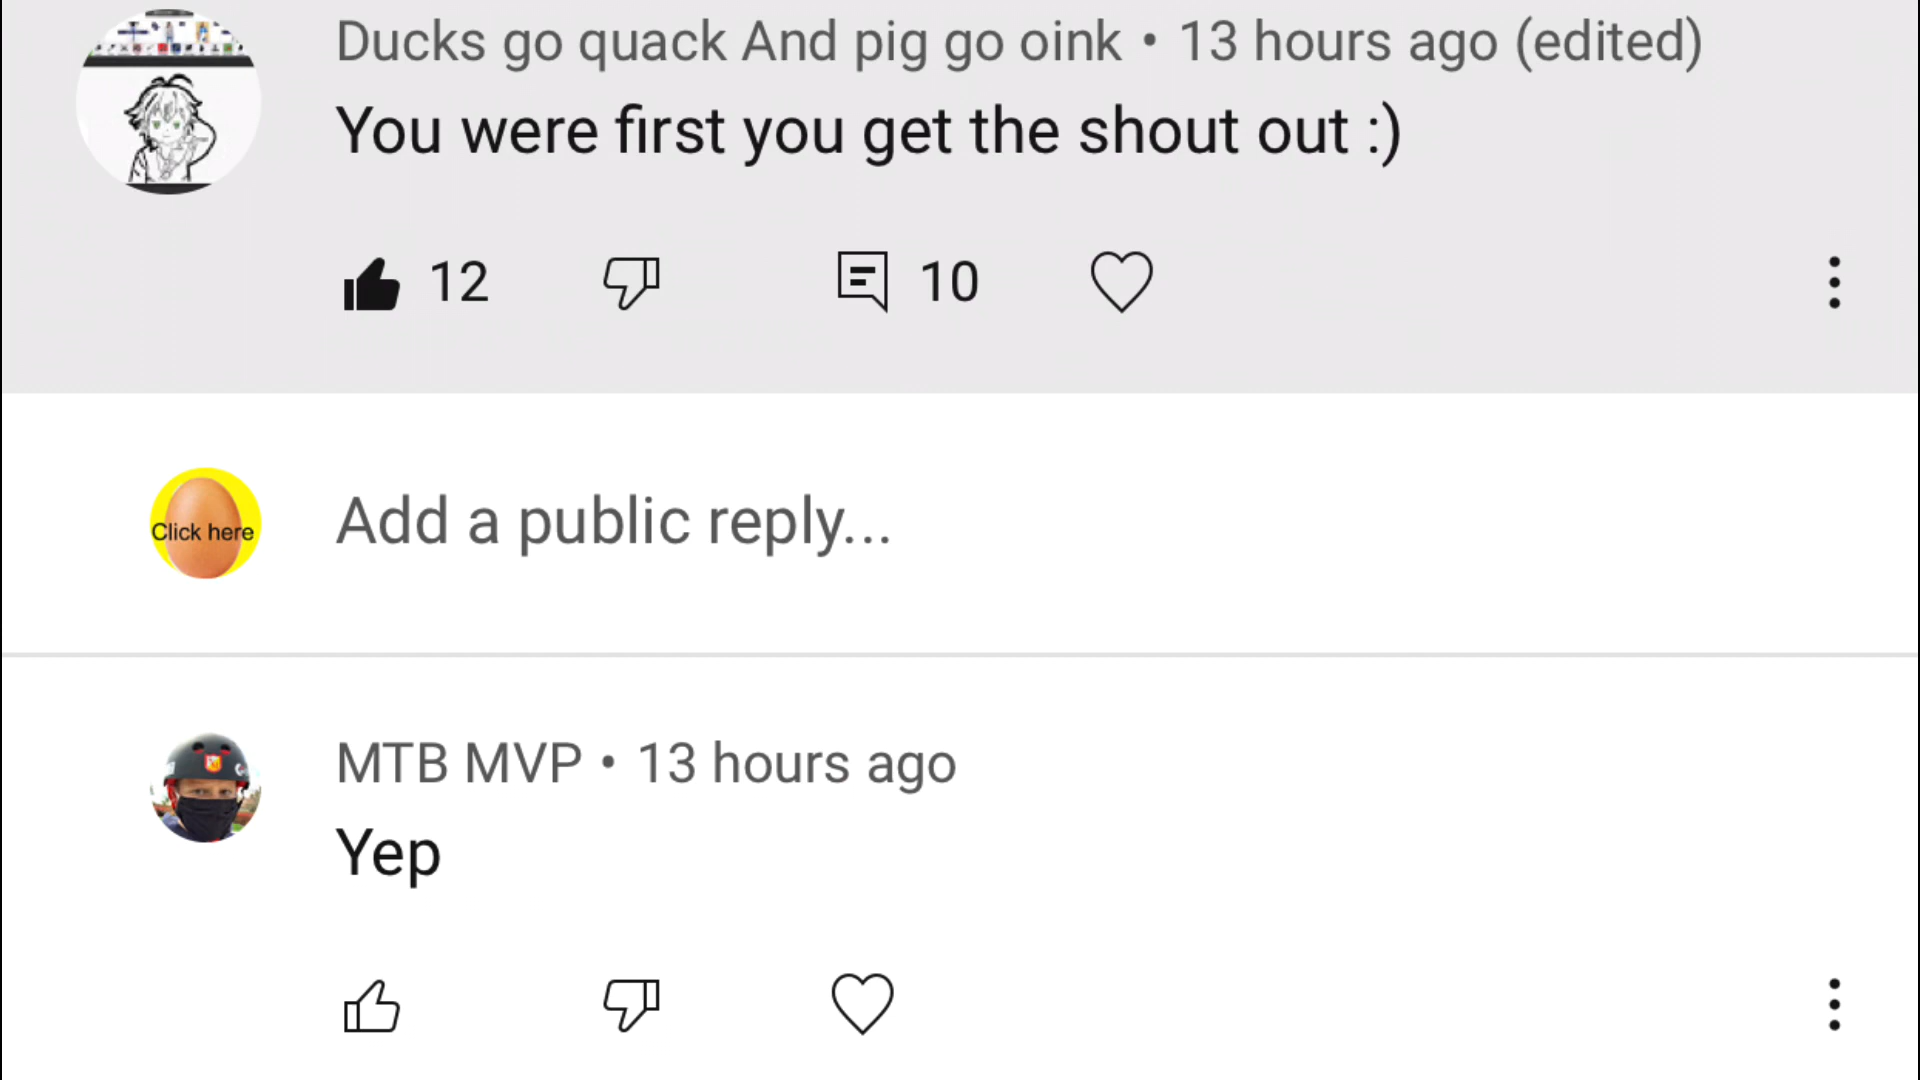 Ducks go quack And pig go oink • 13 hours ago (edited)
You were first you get the shout out :)
12 10
Click here
Add a public reply...
MTB MVP • 13 hours ago
Yep